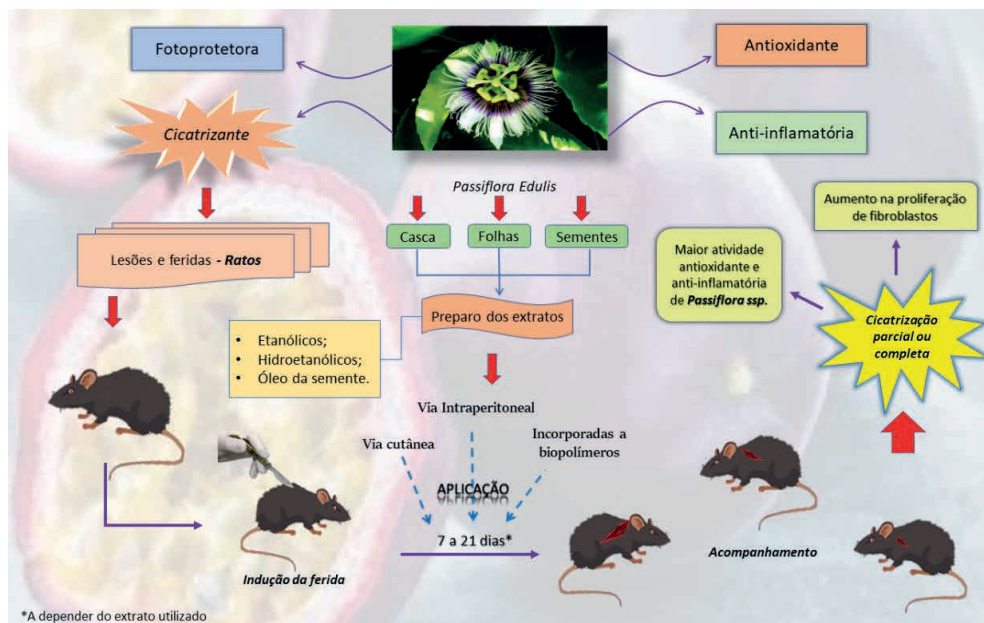 Fotoprotetora
Antioxidante
Cicatrizante
Anti-inflamatória
Passiflora Edulis
Casca
Folhas
Sementes
Lesões e feridas - Ratos
Aumento na proliferação
de fibroblastos
Maior atividade
antioxidante e
anti-inflamatória
de Passiflora ssp.
Preparo dos extratos
• Etanólicos;
• Hidroetanólicos;
• Óleo da semente.
Cicatrização
parcial ou
completa
Via Intraperitoneal
Via cutânea
Incorporadas a
biopolímeros
APLICAÇÃO
7 a 21 dias*
Indução da ferida
Acompanhamento
*A depender do extrato utilizado